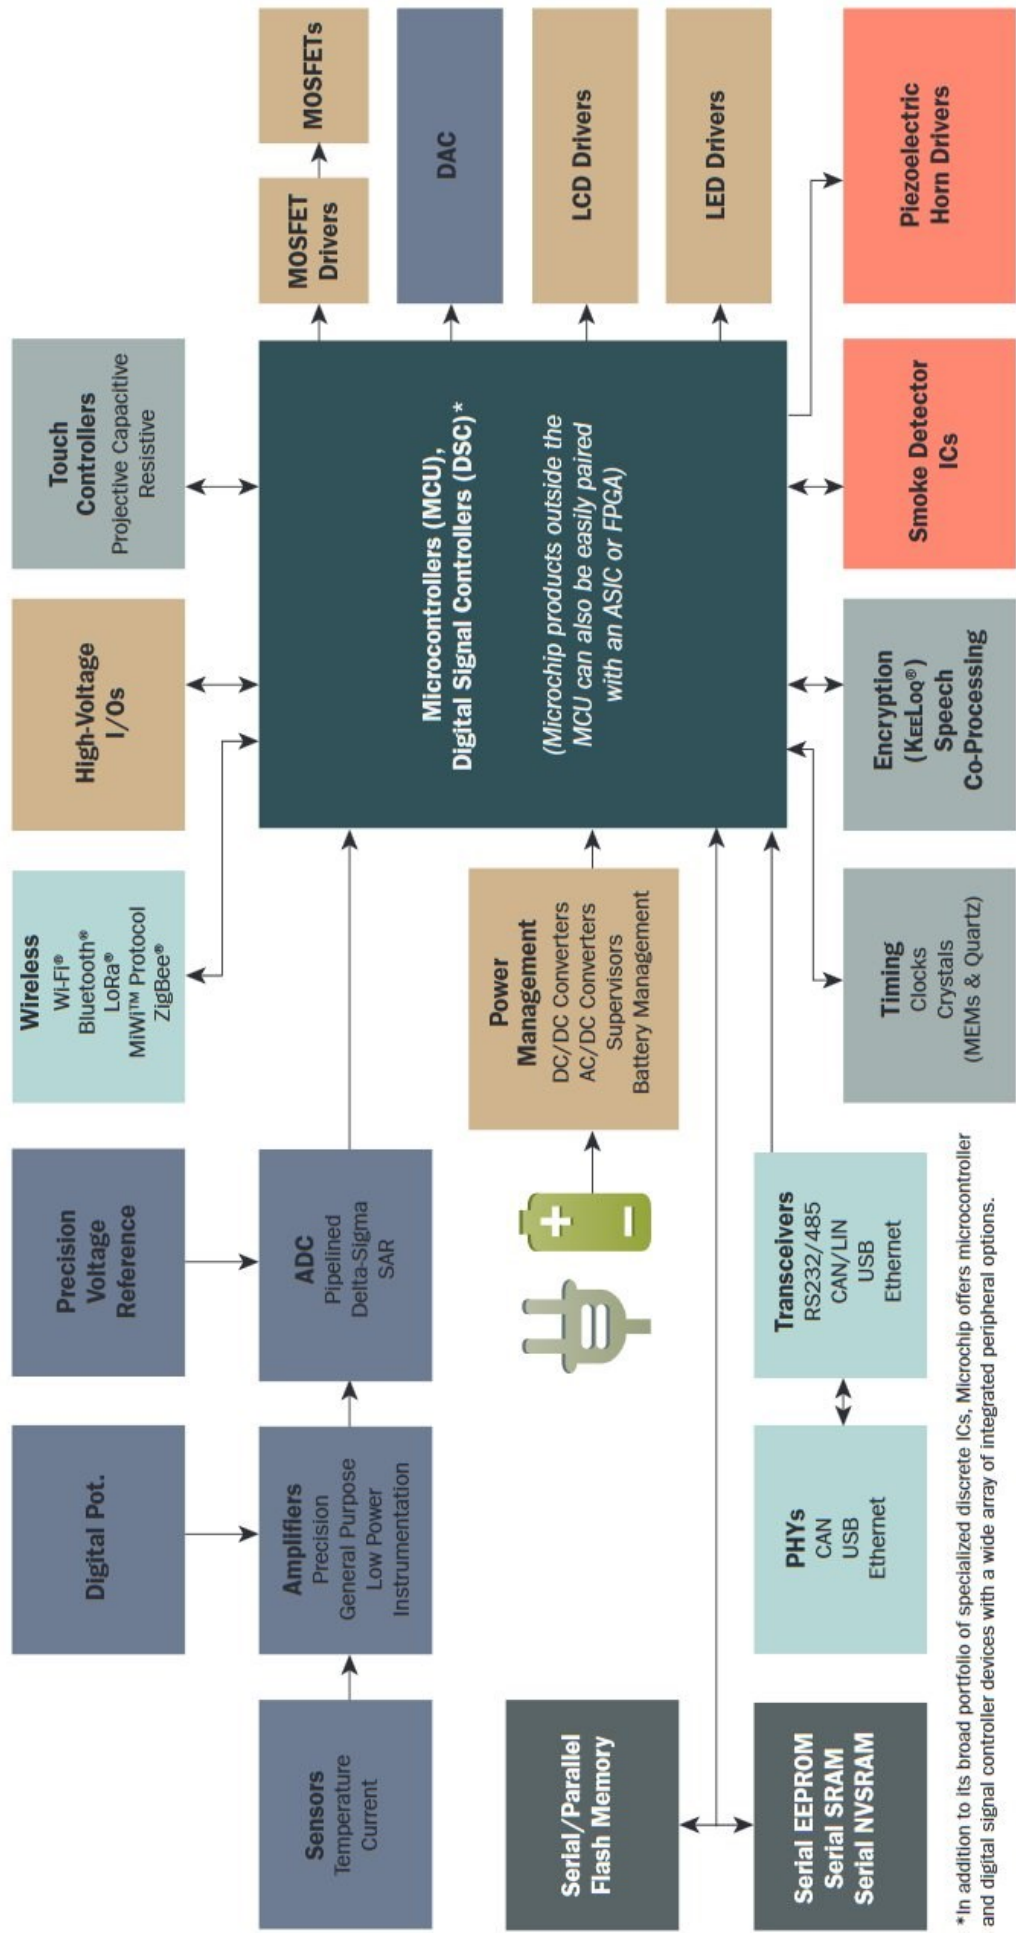 Digital Pot.
Precision
Voltage
Reference
Wireless
Wi-Fi®
Bluetooth®
LoRa®
MiWi™ Protocol
ZigBee®
High-Voltage
I/Os
Touch
Controllers
Projective Capacitive
Resistive
Sensors
Temperature
Current
Amplifiers
Precision
General Purpose
Low Power
Instrumentation
ADC
Pipelined
Delta-Sigma
SAR
Microcontrollers (MCU),
Digital Signal Controllers (DSC)*
(Microchip products outside the
MCU can also be easily paired
with an ASIC or FPGA)
MOSFET
Drivers
MOSFETs
DAC
LCD Drivers
LED Drivers
Power
Management
DC/DC Converters
AC/DC Converters
Supervisors
Battery Management
+
–
Serial/Parallel
Flash Memory
Serial EEPROM
Serial SRAM
Serial NVSRAM
PHYs
CAN
USB
Ethernet
Transceivers
RS232/485
CAN/LIN
USB
Ethernet
Timing
Clocks
Crystals
(MEMs & Quartz)
Encryption
(KEELOQ®)
Speech
Co-Processing
Smoke Detector
ICs
Piezoelectric
Horn Drivers
*In addition to its broad portfolio of specialized discrete ICs, Microchip offers microcontroller
and digital signal controller devices with a wide array of integrated peripheral options.